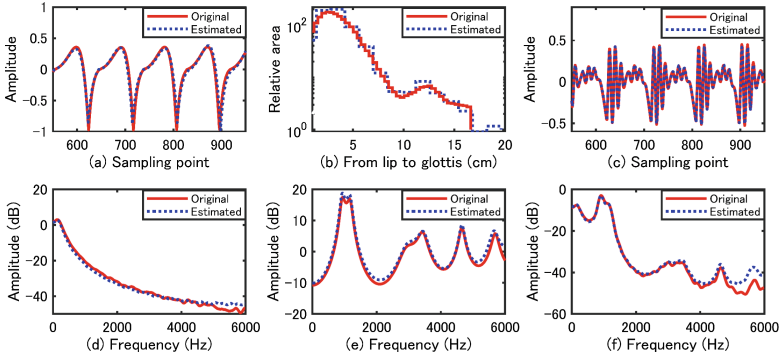 1
0.5
0
−0.5
−1
Amplitude
Original
Estimated
600 700 800 900
(a) Sampling point
10²
10¹
10⁰
Relative area
Original
Estimated
5 10 15 20
(b) From lip to glottis (cm)
0.5
0
−0.5
Amplitude
Original
Estimated
600 700 800 900
(c) Sampling point
20
0
−20
−40
Amplitude (dB)
Original
Estimated
0 2000 4000 6000
(d) Frequency (Hz)
20
10
0
−10
−20
Amplitude (dB)
Original
Estimated
0 2000 4000 6000
(e) Frequency (Hz)
0
−20
−40
−60
Amplitude (dB)
Original
Estimated
0 2000 4000 6000
(f) Frequency (Hz)